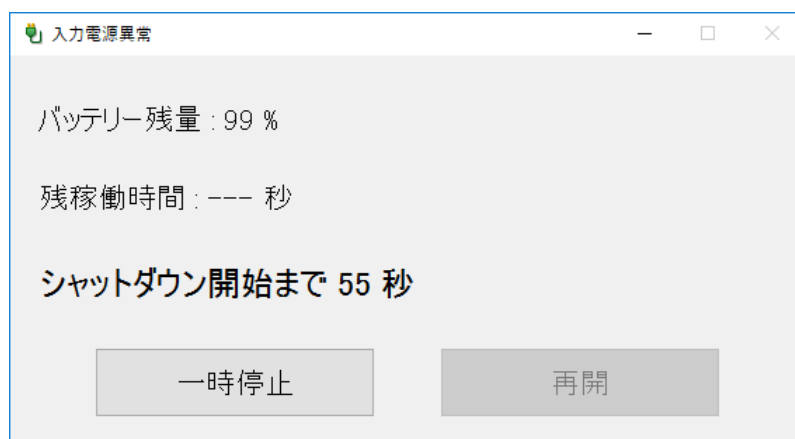 入力電源異常
バッテリー残量 : 99 %
残稼働時間 : --- 秒
シャットダウン開始まで 55 秒
一時停止
再開